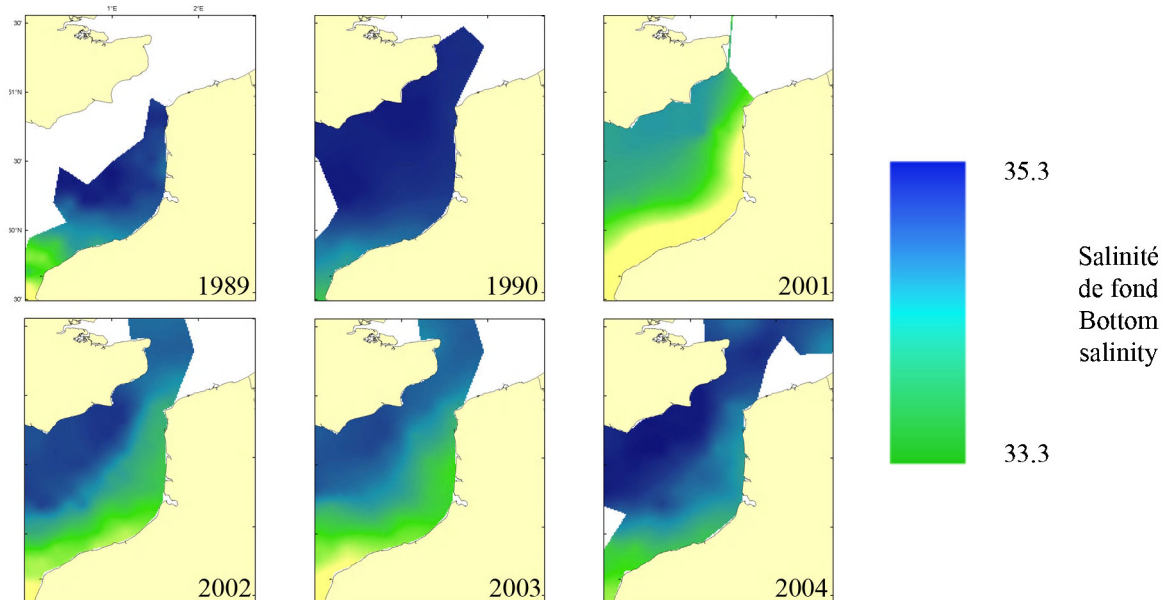 1°E 2°E
30'
51°N
30'
50°N
30'
1989
1990
2001
35.3
Salinité
de fond
Bottom
salinity
33.3
2002
2003
2004